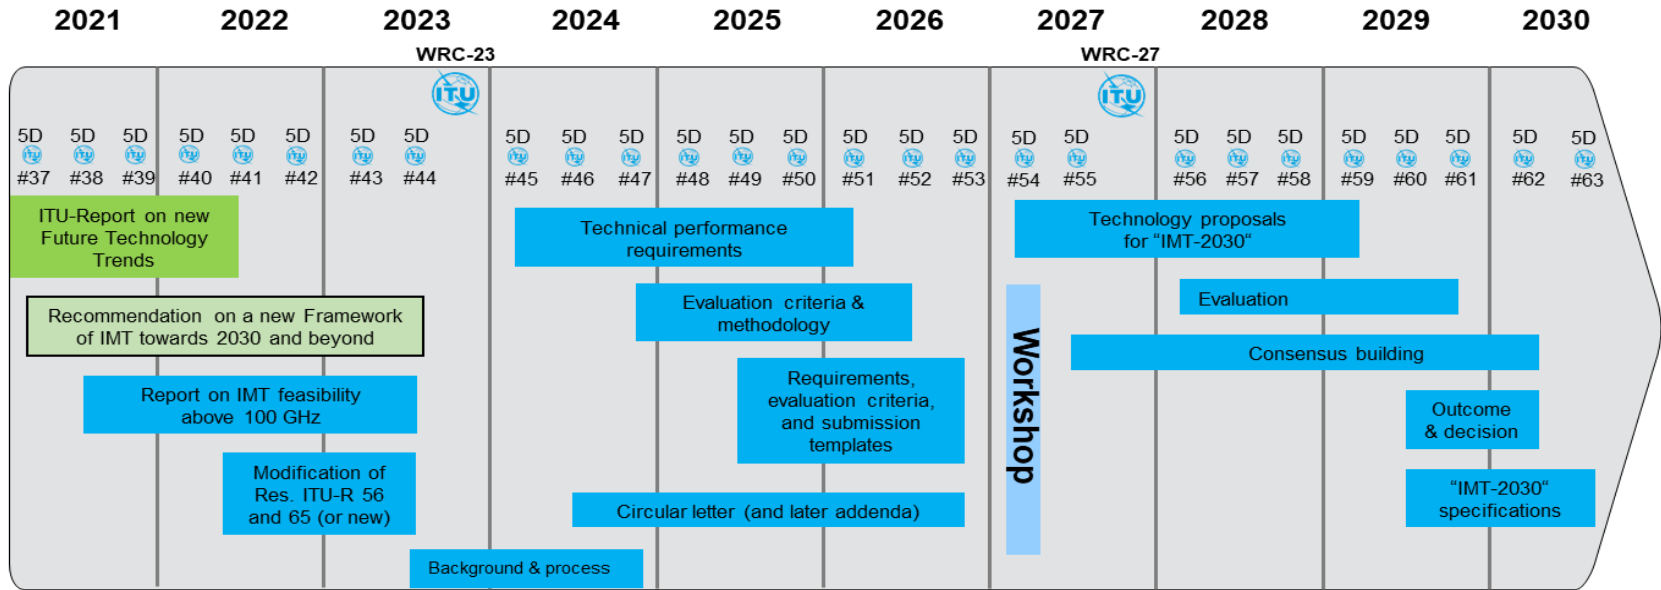 2021 2022 2023 2024 2025 2026 2027 2028 2029 2030
WRC-23 WRC-27
ITU ITU
5D 5D 5D 5D 5D 5D 5D 5D 5D 5D 5D 5D 5D 5D 5D 5D 5D 5D 5D 5D 5D 5D 5D 5D 5D 5D 5D
#37 #38 #39 #40 #41 #42 #43 #44 #45 #46 #47 #48 #49 #50 #51 #52 #53 #54 #55 #56 #57 #58 #59 #60 #61 #62 #63
ITU-Report on new
Future Technology
Trends
Recommendation on a new Framework
of IMT towards 2030 and beyond
Report on IMT feasibility
above 100 GHz
Modification of
Res. ITU-R 56
and 65 (or new)
Background & process
Technical performance
requirements
Evaluation criteria &
methodology
Requirements,
evaluation criteria,
and submission
templates
Circular letter (and later addenda)
Workshop
Technology proposals
for “IMT-2030“
Evaluation
Consensus building
Outcome
& decision
“IMT-2030“
specifications